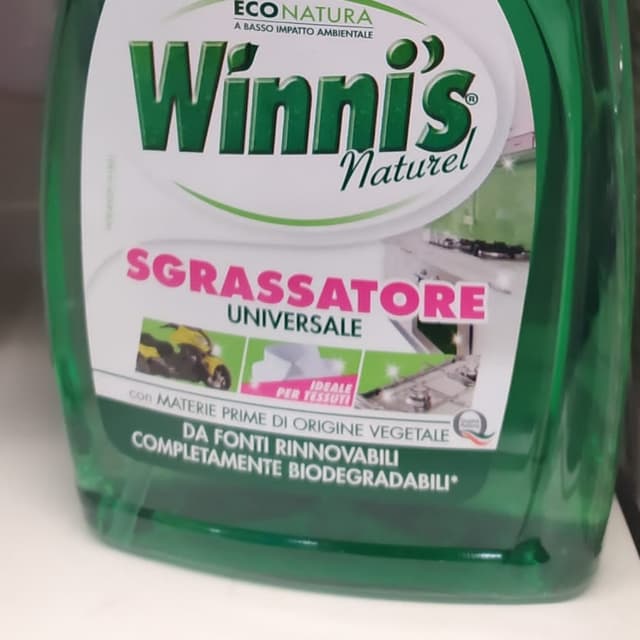 ECONATURA
A BASSO IMPATTO AMBIENTALE
Winni's®
Naturel
SGRASSATORE
UNIVERSALE
IDEALE
PER TESSUTI
con MATERIE PRIME DI ORIGINE VEGETALE
DA FONTI RINNOVABILI
COMPLETAMENTE BIODEGRADABILI*